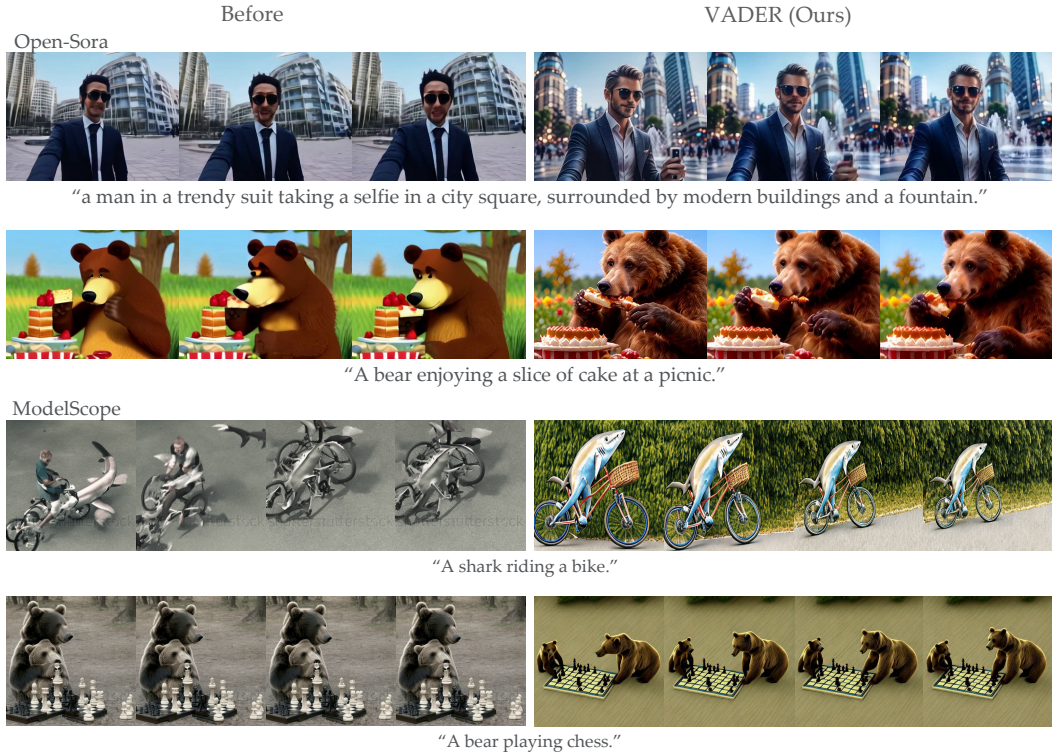 Before
VADER (Ours)
Open-Sora
“a man in a trendy suit taking a selfie in a city square, surrounded by modern buildings and a fountain.”
“A bear enjoying a slice of cake at a picnic.”
ModelScope
“A shark riding a bike.”
“A bear playing chess.”